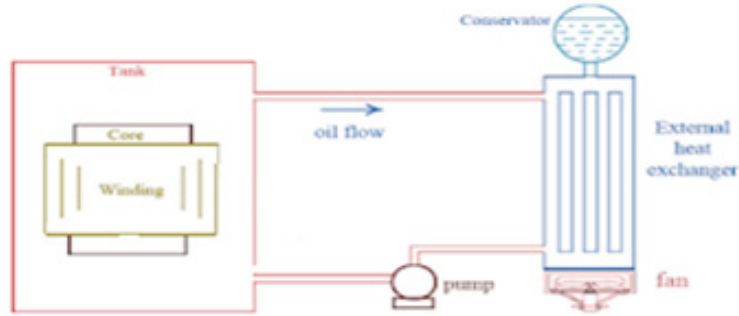 Conservator
Tank
Core
oil flow
External
heat
exchanger
Winding
pump
fan